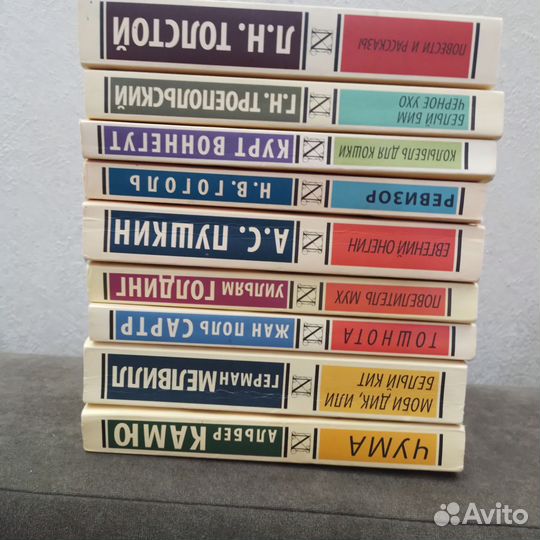 Л.Н. ТОЛСТОЙ
ПОВЕСТИ И РАССКАЗЫ
Г.Н. ТРОЕПОЛЬСКИЙ
БЕЛЫЙ БИМ
ЧЕРНОЕ УХО
КУРТ ВОННЕГУТ
КОЛЫБЕЛЬ ДЛЯ КОШКИ
Н.В. ГОГОЛЬ
РЕВИЗОР
А.С. ПУШКИН
ЕВГЕНИЙ ОНЕГИН
УИЛЬЯМ ГОЛДИНГ
ПОВЕЛИТЕЛЬ МУХ
ЖАН ПОЛЬ САРТР
ТОШНОТА
ГЕРМАН МЕЛВИЛЛ
МОБИ ДИК, ИЛИ
БЕЛЫЙ КИТ
АЛЬБЕР КАМЮ
ЧУМА
Avito